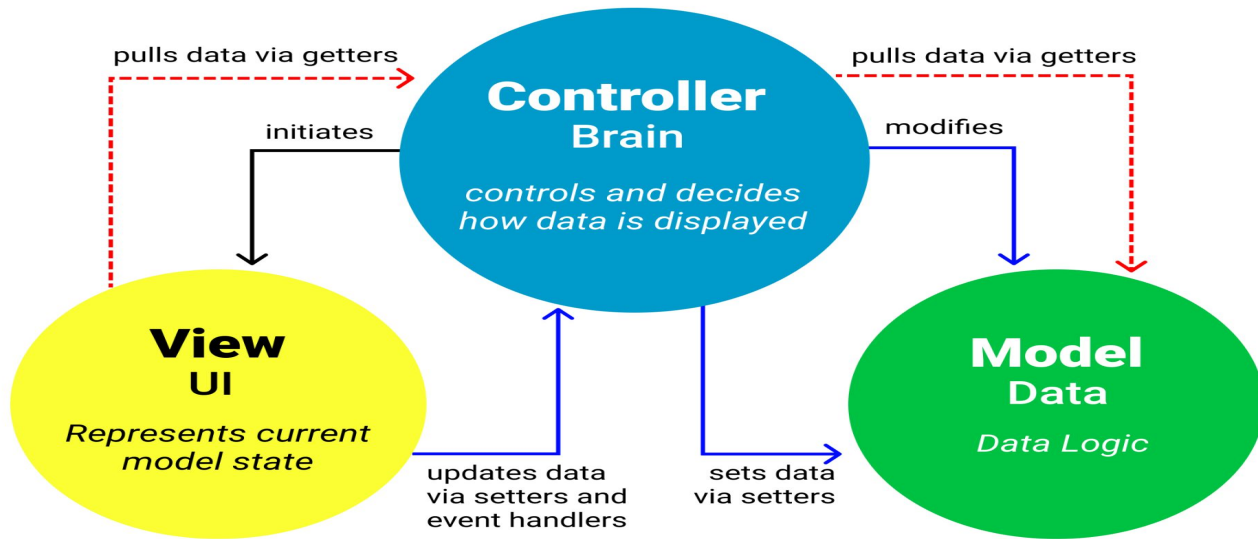 pulls data via getters
pulls data via getters
Controller
Brain
initiates
modifies
controls and decides
how data is displayed
View
UI
Represents current
model state
Model
Data
Data Logic
updates data
via setters and
event handlers
sets data
via setters